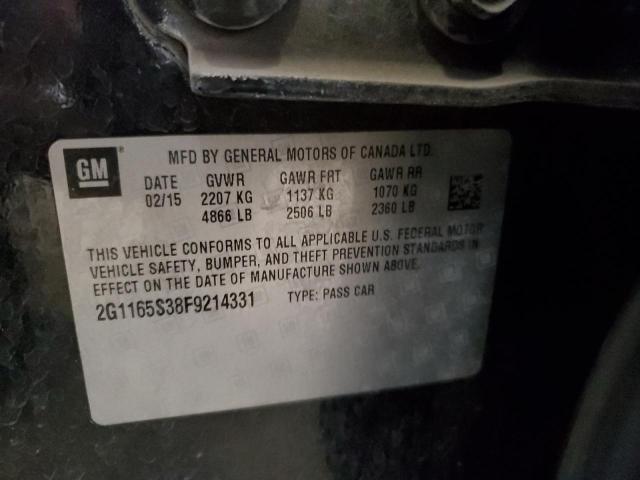 GM
MFD BY GENERAL MOTORS OF CANADA LTD.
DATE GVWR GAWR FRT GAWR RR
02/15 2207 KG 1137 KG 1070 KG
4866 LB 2506 LB 2360 LB
THIS VEHICLE CONFORMS TO ALL APPLICABLE U.S. FEDERAL MOTOR
VEHICLE SAFETY, BUMPER, AND THEFT PREVENTION STANDARDS IN
EFFECT ON THE DATE OF MANUFACTURE SHOWN ABOVE.
2G1165S38F9214331 TYPE: PASS CAR